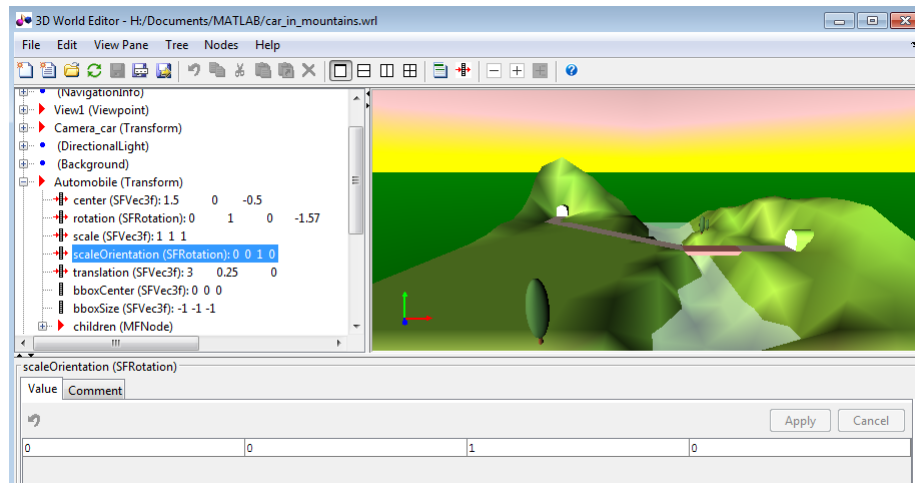 3D World Editor - H:/Documents/MATLAB/car_in_mountains.wrl
File Edit View Pane Tree Nodes Help
(NavigationInfo)
View1 (Viewpoint)
Camera_car (Transform)
(DirectionalLight)
(Background)
Automobile (Transform)
center (SFVec3f): 1.5 0 -0.5
rotation (SFRotation): 0 1 0 -1.57
scale (SFVec3f): 1 1 1
scaleOrientation (SFRotation): 0 0 1 0
translation (SFVec3f): 3 0.25 0
bboxCenter (SFVec3f): 0 0 0
bboxSize (SFVec3f): -1 -1 -1
children (MFNode)
scaleOrientation (SFRotation)
Value Comment
Apply Cancel
0 0 1 0